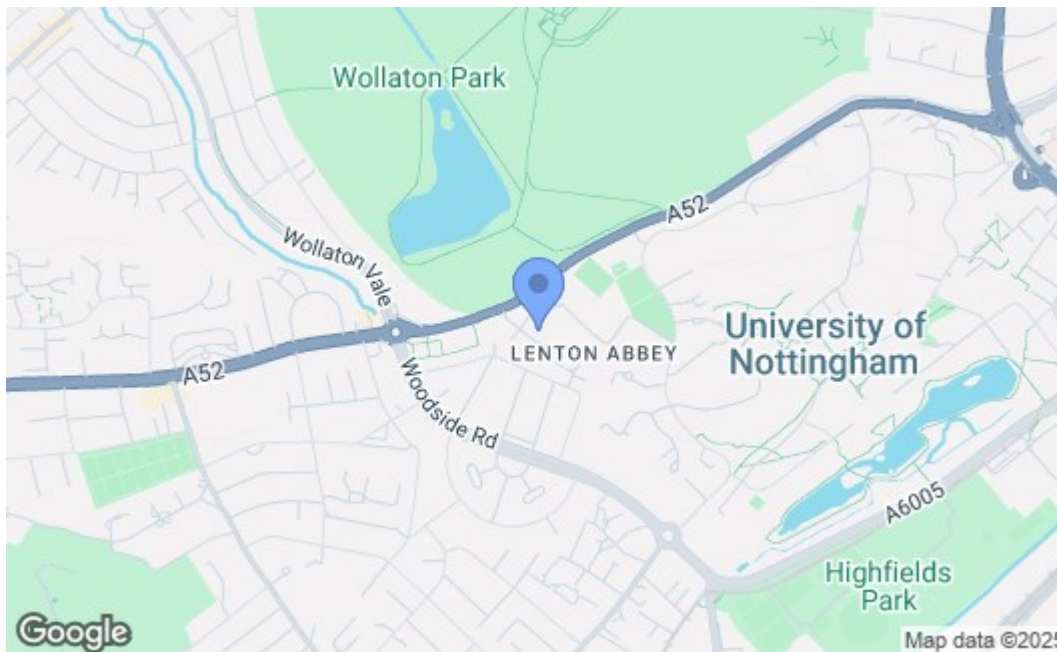 Wollaton Park
A52
Wollaton Vale
University of
Nottingham
LENTON ABBEY
A52
Woodside Rd
A6005
Highfields
Park
Google
Map data ©2025